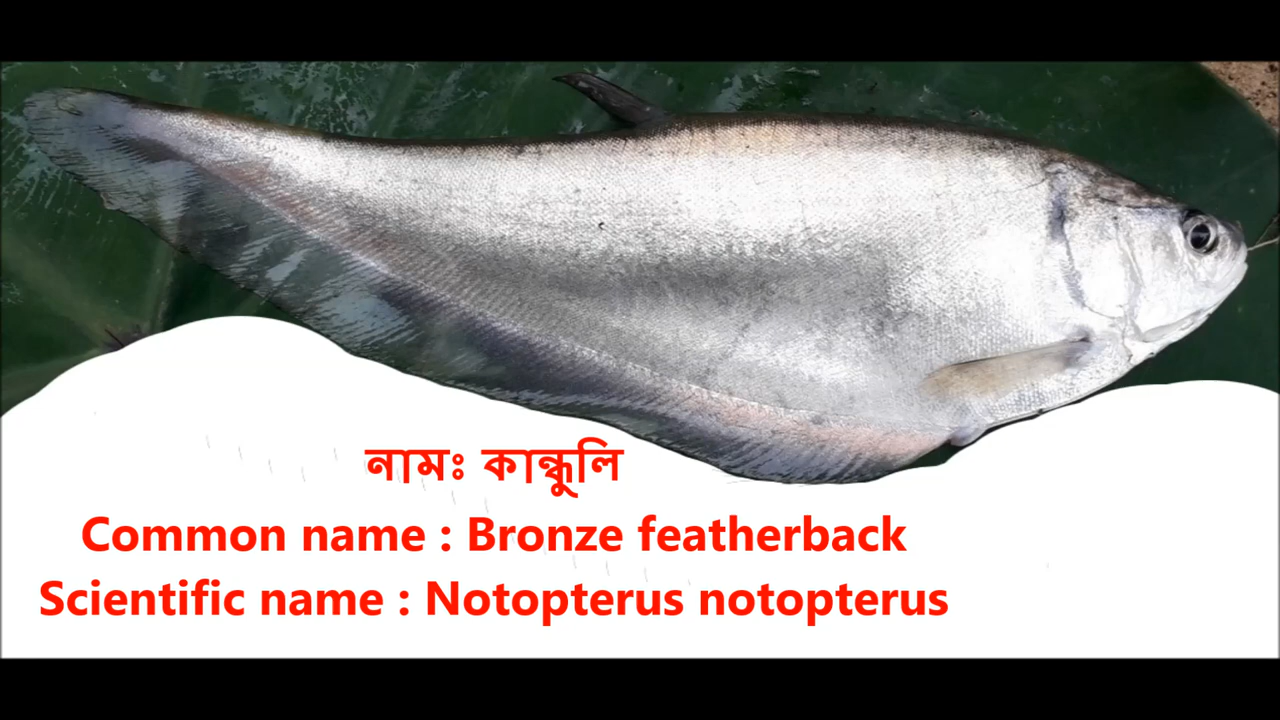 নামঃ কান্ধুলি
Common name : Bronze featherback
Scientific name : Notopterus notopterus